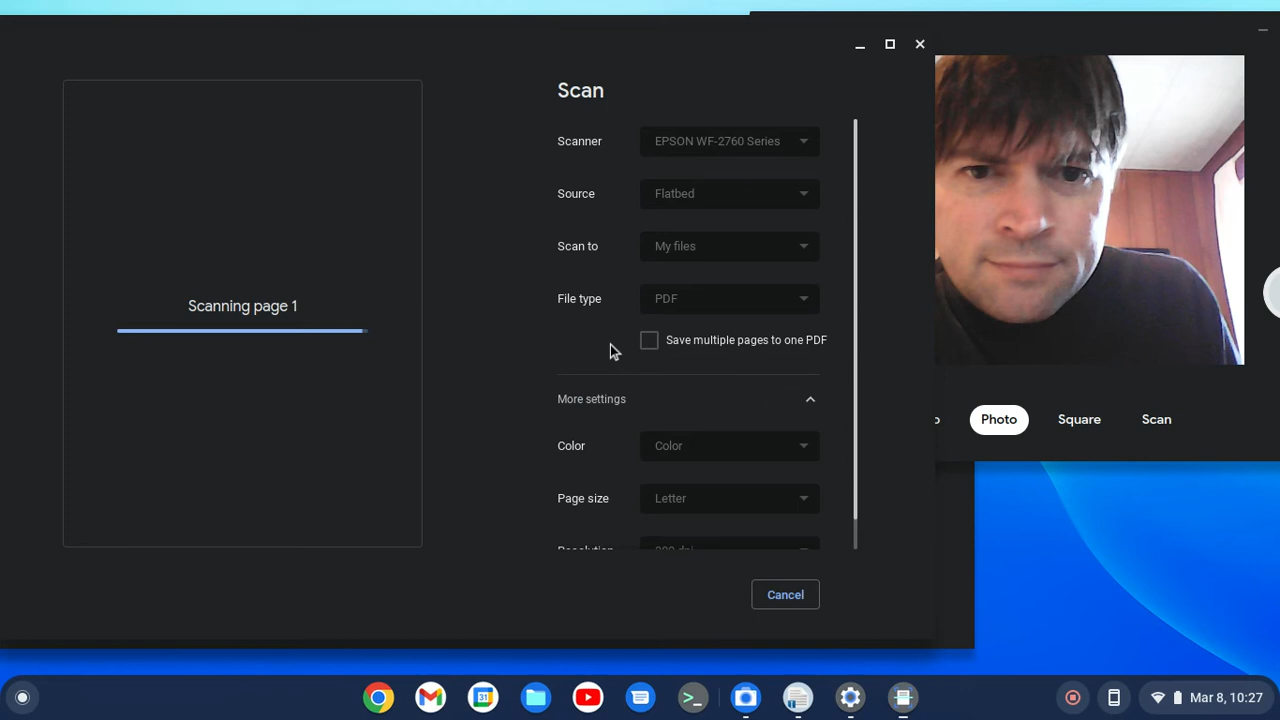 Scan
Scanner
EPSON WF-2760 Series
Source
Flatbed
Scan to
My files
File type
PDF
Save multiple pages to one PDF
More settings
Color
Color
Page size
Letter
Scanning page 1
Cancel
Photo
Square
Scan
31
Mar 8, 10:27